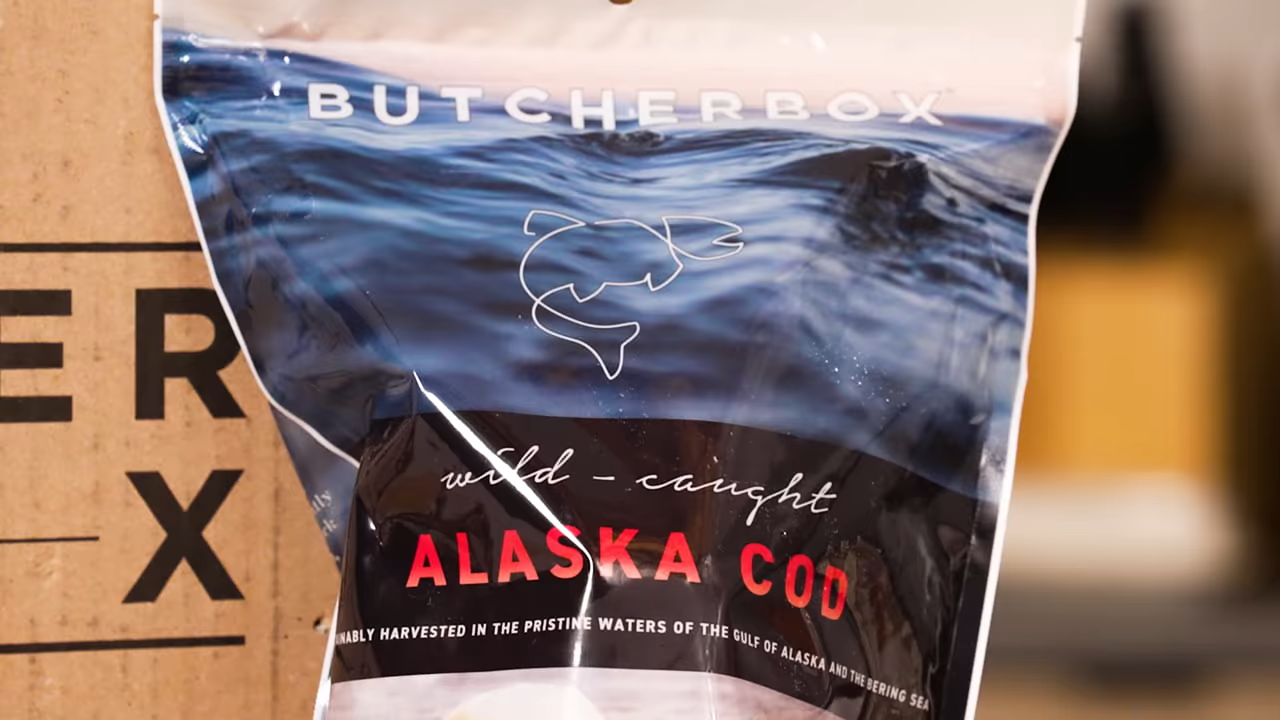 BUTCHERBOX
wild - caught
ALASKA COD
HARVESTED IN THE PRISTINE WATERS OF THE GULF OF ALASKA AND THE BERING SEA
ER
X